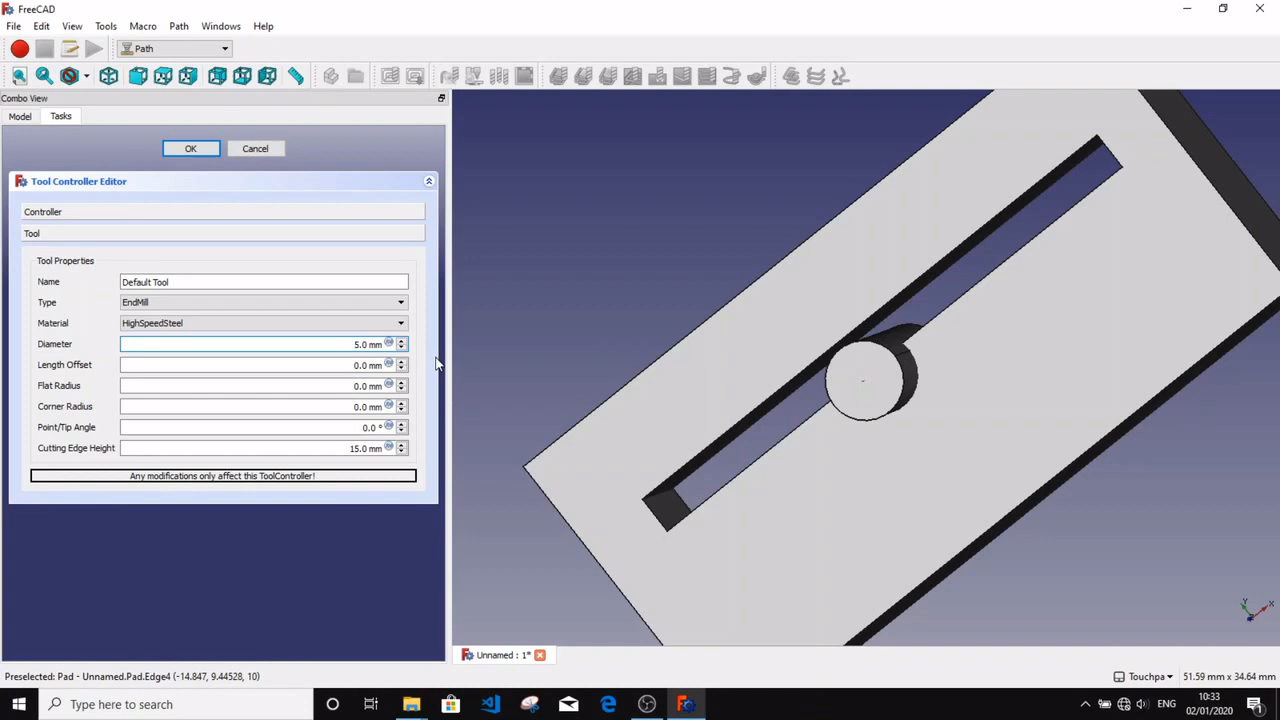 FreeCAD
File Edit View Tools Macro Path Windows Help
Path
Combo View
Model Tasks
OK Cancel
Tool Controller Editor
Controller
Tool
Tool Properties
Name Default Tool
Type EndMill
Material HighSpeedSteel
Diameter 5.0 mm
Length Offset 0.0 mm
Flat Radius 0.0 mm
Corner Radius 0.0 mm
Point/Tip Angle 0.0 °
Cutting Edge Height 15.0 mm
Any modifications only affect this ToolController!
Y X
Unnamed : 1*
Preselected: Pad - Unnamed.Pad.Edge4 (-14.847, 9.44528, 10) Touchpa 51.59 mm x 34.64 mm
Type here to search ENG 10:33
02/01/2020 1